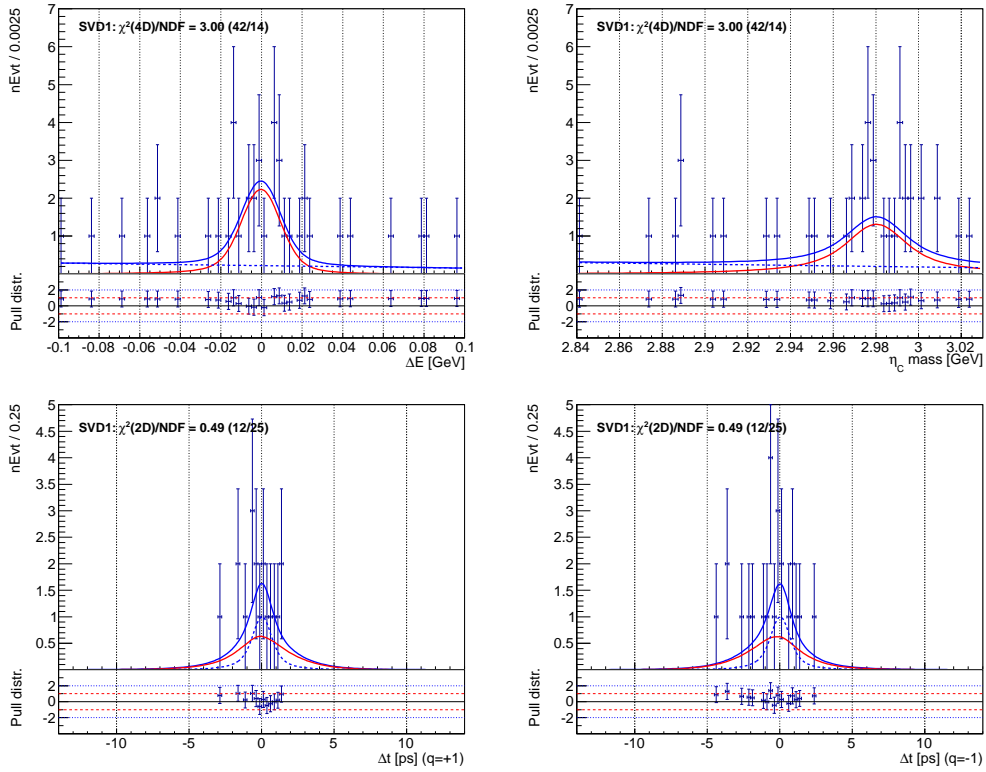 SVD1: χ²(4D)/NDF = 3.00 (42/14)
nEvt / 0.0025
7
6
5
4
3
2
1
Pull distr.
2
0
-2
-0.1 -0.08 -0.06 -0.04 -0.02 0 0.02 0.04 0.06 0.08 0.1
ΔE [GeV]
SVD1: χ²(4D)/NDF = 3.00 (42/14)
nEvt / 0.0025
7
6
5
4
3
2
1
Pull distr.
2
0
-2
2.84 2.86 2.88 2.9 2.92 2.94 2.96 2.98 3 3.02
η_C mass [GeV]
SVD1: χ²(2D)/NDF = 0.49 (12/25)
nEvt / 0.25
5
4.5
4
3.5
3
2.5
2
1.5
1
0.5
Pull distr.
2
0
-2
-10 -5 0 5 10
Δt [ps] (q=+1)
SVD1: χ²(2D)/NDF = 0.49 (12/25)
nEvt / 0.25
5
4.5
4
3.5
3
2.5
2
1.5
1
0.5
Pull distr.
2
0
-2
-10 -5 0 5 10
Δt [ps] (q=-1)